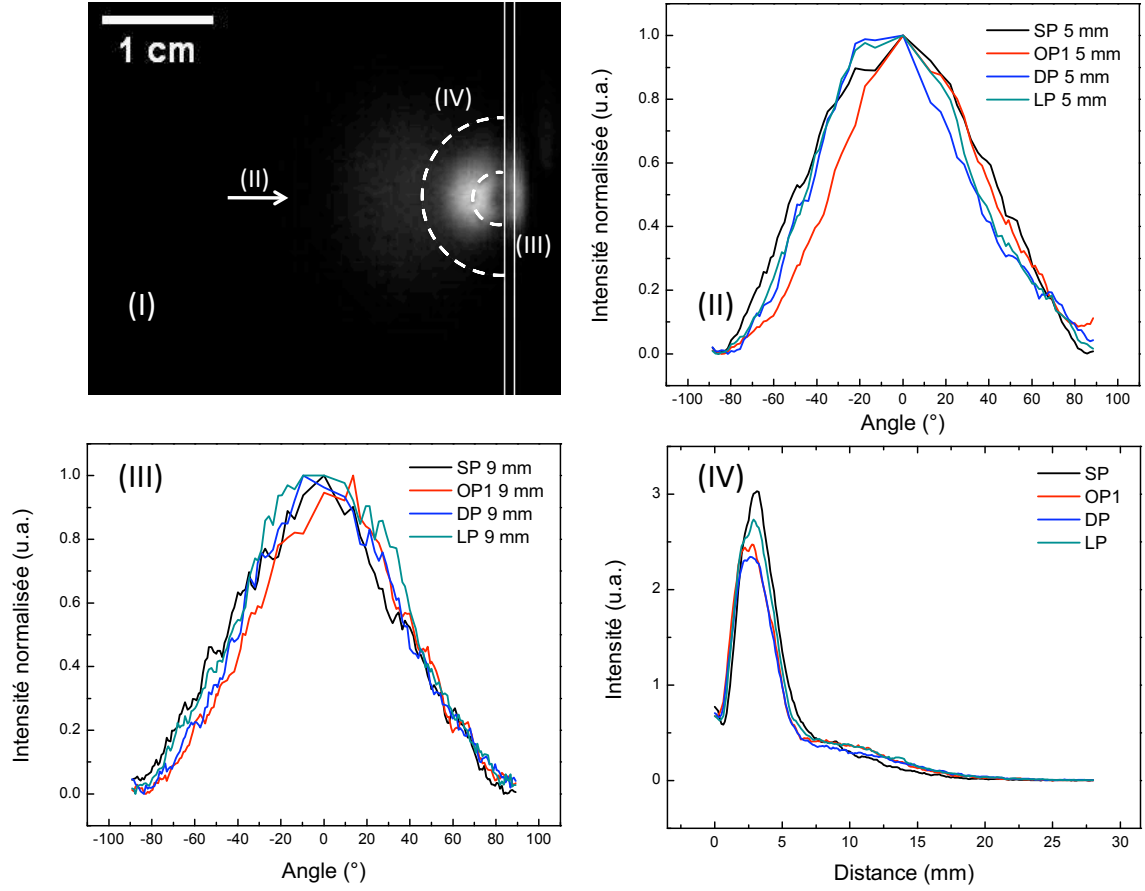 1 cm
(IV)
(II)
(III)
(I)
Intensité normalisée (u.a.)
1.0
0.8
0.6
0.4
0.2
0.0
SP 5 mm
OP1 5 mm
DP 5 mm
LP 5 mm
(II)
-100 -80 -60 -40 -20 0 20 40 60 80 100
Angle (°)
Intensité normalisée (u.a.)
1.0
0.8
0.6
0.4
0.2
0.0
(III)
SP 9 mm
OP1 9 mm
DP 9 mm
LP 9 mm
-100 -80 -60 -40 -20 0 20 40 60 80 100
Angle (°)
Intensité (u.a.)
3
2
1
0
(IV)
SP
OP1
DP
LP
0 5 10 15 20 25 30
Distance (mm)